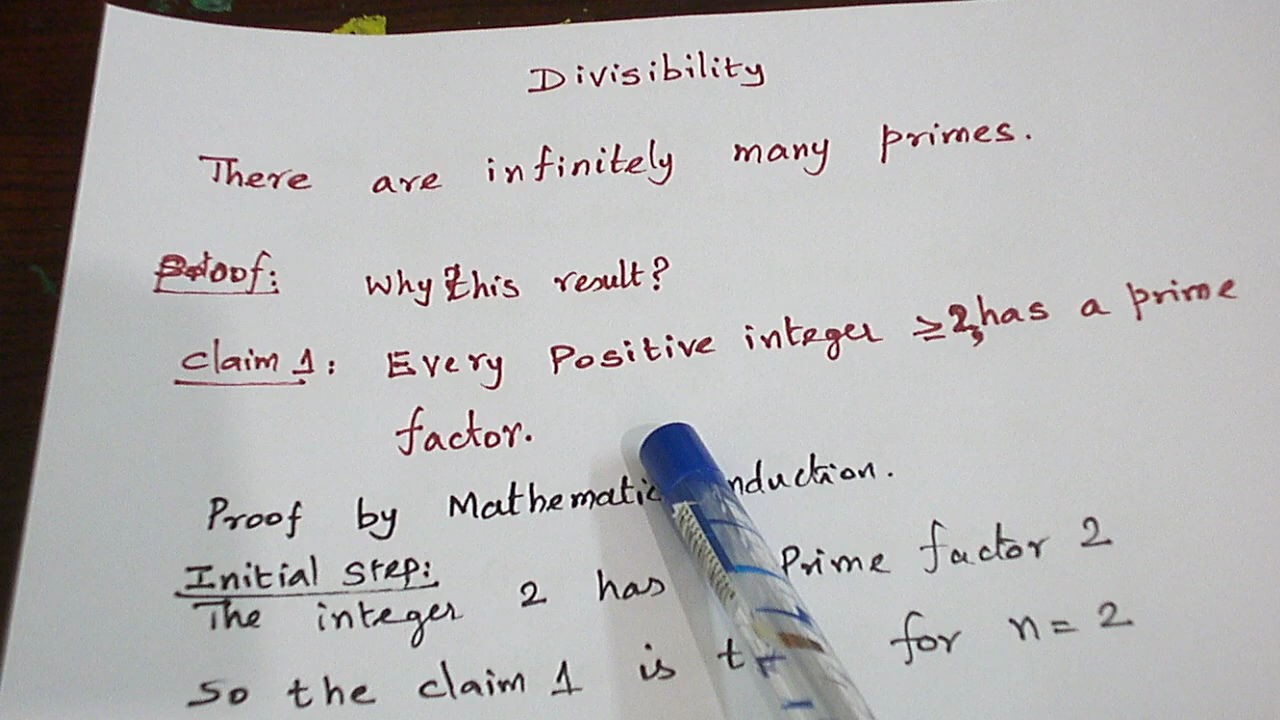 Divisibility
There are infinitely many primes.
Proof: Why this result?
Claim 1: Every Positive integer ≥2, has a prime
factor.
Proof by Mathematic nduction.
Initial step:
The integer 2 has Prime factor 2
So the claim 1 is t for n = 2